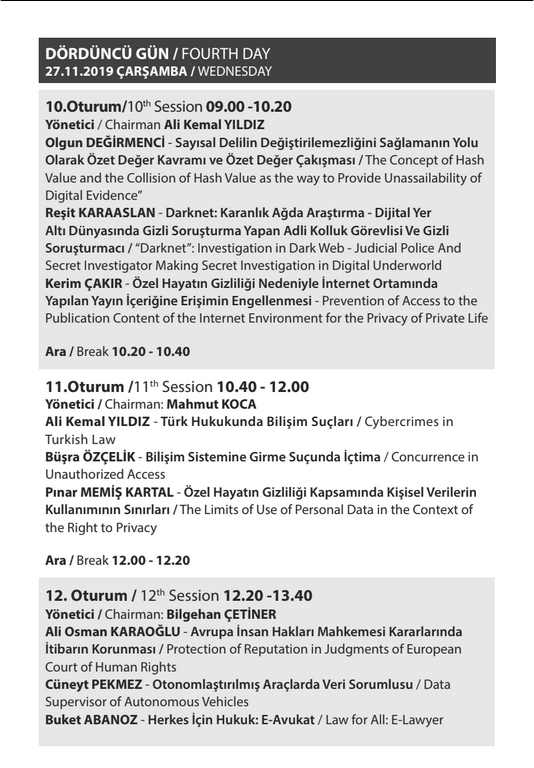 DÖRDÜNCÜ GÜN / FOURTH DAY
27.11.2019 ÇARŞAMBA / WEDNESDAY
10.Oturum/10th Session 09.00 -10.20
Yönetici / Chairman Ali Kemal YILDIZ
Olgun DEĞİRMENCİ - Sayısal Delilin Değiştirilemezliğini Sağlamanın Yolu
Olarak Özet Değer Kavramı ve Özet Değer Çakışması / The Concept of Hash
Value and the Collision of Hash Value as the way to Provide Unassailability of
Digital Evidence”
Reşit KARAASLAN - Darknet: Karanlık Ağda Araştırma - Dijital Yer
Altı Dünyasında Gizli Soruşturma Yapan Adli Kolluk Görevlisi Ve Gizli
Soruşturmacı / “Darknet”: Investigation in Dark Web - Judicial Police And
Secret Investigator Making Secret Investigation in Digital Underworld
Kerim ÇAKIR - Özel Hayatın Gizliliği Nedeniyle İnternet Ortamında
Yapılan Yayın İçeriğine Erişimin Engellenmesi - Prevention of Access to the
Publication Content of the Internet Environment for the Privacy of Private Life
Ara / Break 10.20 - 10.40
11.Oturum /11th Session 10.40 - 12.00
Yönetici / Chairman: Mahmut KOCA
Ali Kemal YILDIZ - Türk Hukukunda Bilişim Suçları / Cybercrimes in
Turkish Law
Büşra ÖZÇELİK - Bilişim Sistemine Girme Suçunda İçtima / Concurrence in
Unauthorized Access
Pınar MEMİŞ KARTAL - Özel Hayatın Gizliliği Kapsamında Kişisel Verilerin
Kullanımının Sınırları / The Limits of Use of Personal Data in the Context of
the Right to Privacy
Ara / Break 12.00 - 12.20
12. Oturum / 12th Session 12.20 -13.40
Yönetici / Chairman: Bilgehan ÇETİNER
Ali Osman KARAOĞLU - Avrupa İnsan Hakları Mahkemesi Kararlarında
İtibarın Korunması / Protection of Reputation in Judgments of European
Court of Human Rights
Cüneyt PEKMEZ - Otonomlaştırılmış Araçlarda Veri Sorumlusu / Data
Supervisor of Autonomous Vehicles
Buket ABANOZ - Herkes İçin Hukuk: E-Avukat / Law for All: E-Lawyer